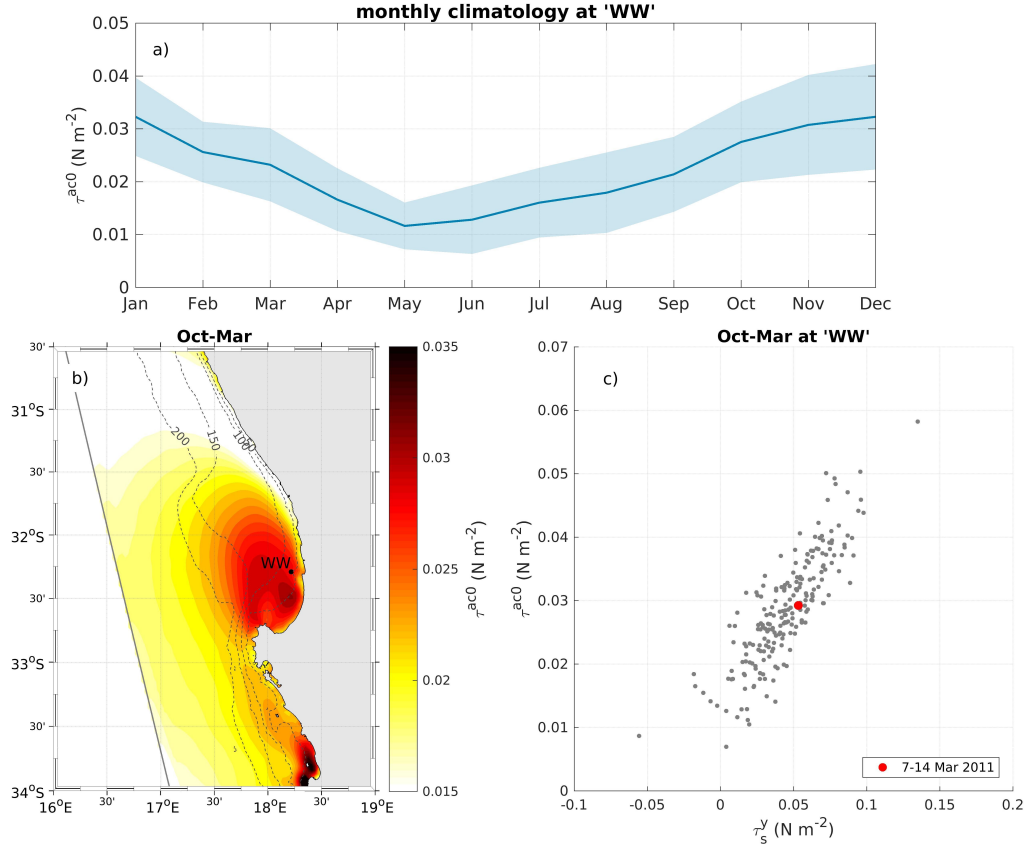 monthly climatology at 'WW'
a)
0.05
0.04
0.03
0.02
0.01
0
τ^ac0 (N m^-2)
Jan Feb Mar Apr May Jun Jul Aug Sep Oct Nov Dec
Oct-Mar
b)
30'
31°S
30'
32°S
30'
33°S
30'
34°S
16°E 30' 17°E 30' 18°E 30' 19°E
200
150
100
50
WW
0.035
0.03
0.025
0.02
0.015
τ^ac0 (N m^-2)
Oct-Mar at 'WW'
c)
0.07
0.06
0.05
0.04
0.03
0.02
0.01
0
τ^ac0 (N m^-2)
7-14 Mar 2011
-0.1 -0.05 0 0.05 0.1 0.15 0.2
τ_s^y (N m^-2)